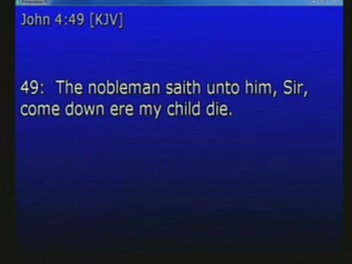 John 4:49 [KJV]
49: The nobleman saith unto him, Sir,
come down ere my child die.